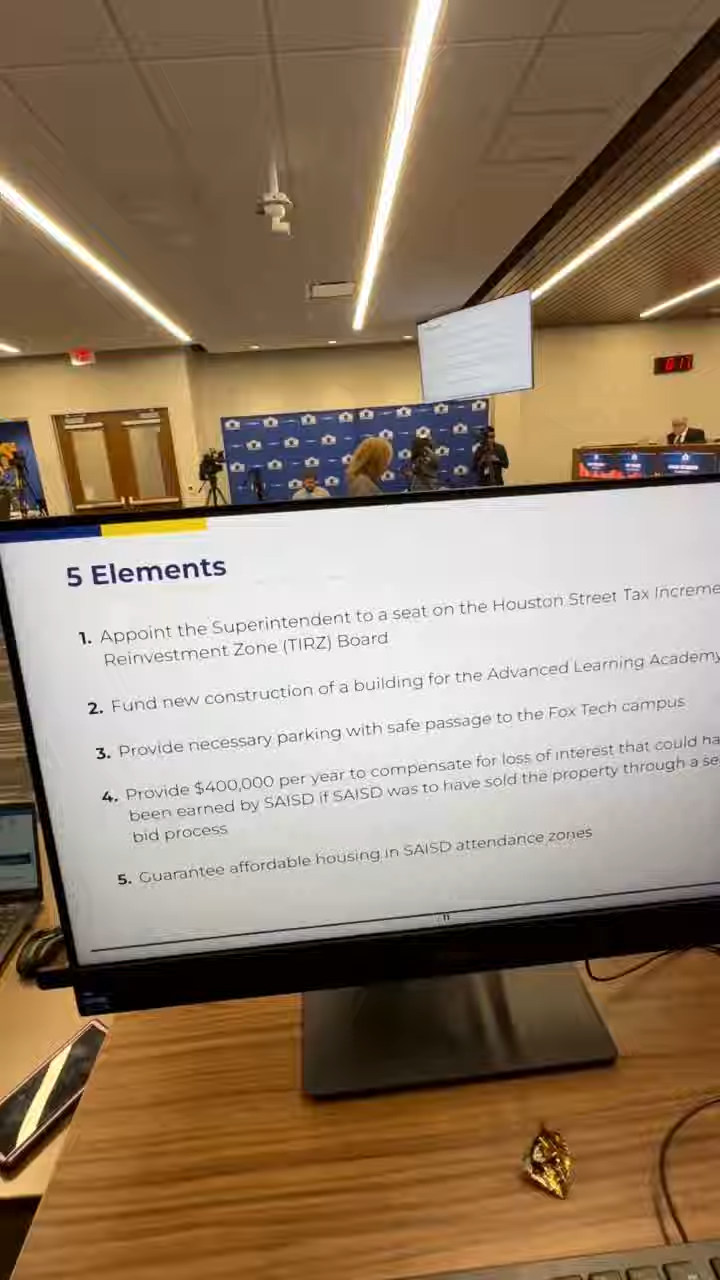 0:17
5 Elements
1. Appoint the Superintendent to a seat on the Houston Street Tax Increme
Reinvestment Zone (TIRZ) Board
2. Fund new construction of a building for the Advanced Learning Academy
3. Provide necessary parking with safe passage to the Fox Tech campus
4. Provide $400,000 per year to compensate for loss of interest that could ha
been earned by SAISD if SAISD was to have sold the property through a se
bid process
5. Guarantee affordable housing in SAISD attendance zones
11